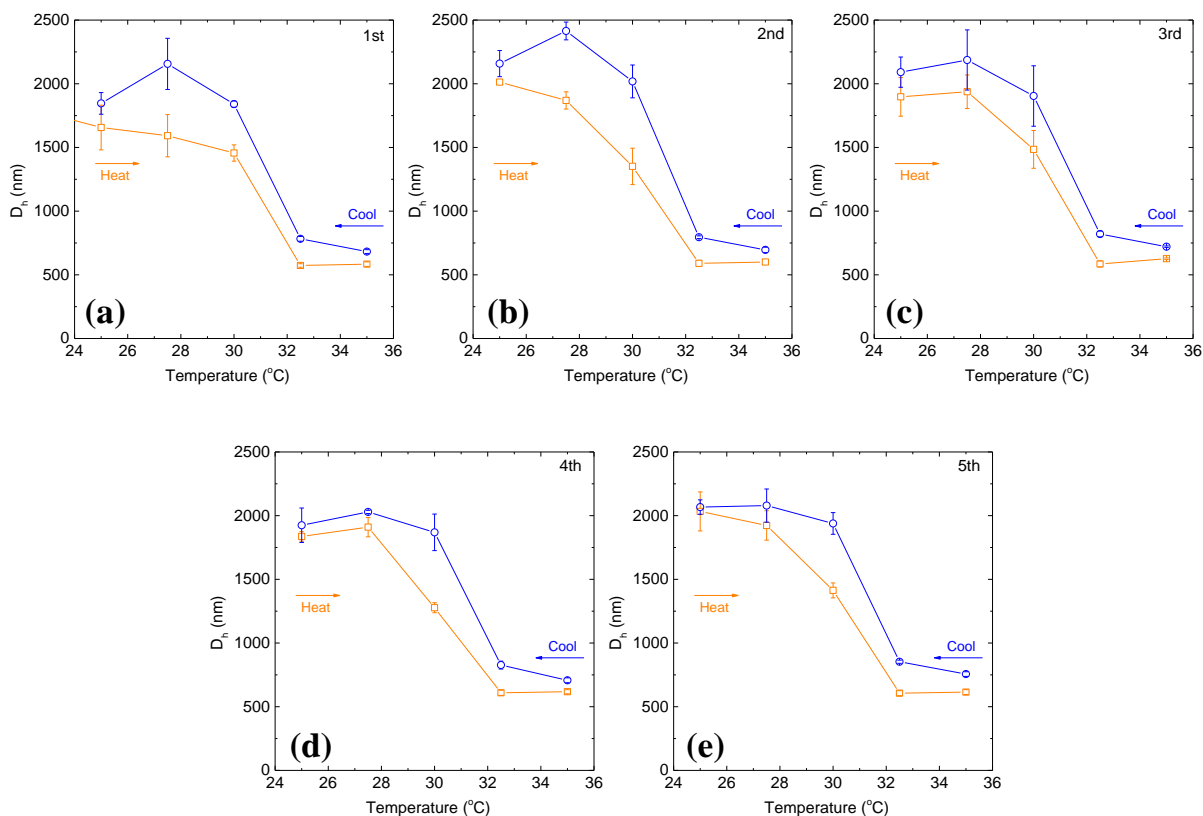 2500
1st
2nd
3rd
2000
1500
1000
500
0
D_h (nm)
Heat
Cool
(a)
24 26 28 30 32 34 36
Temperature (°C)
2500
2000
1500
1000
500
0
D_h (nm)
Heat
Cool
(b)
24 26 28 30 32 34 36
Temperature (°C)
2500
2000
1500
1000
500
0
D_h (nm)
Heat
Cool
(c)
24 26 28 30 32 34 36
Temperature (°C)
2500
4th
2000
1500
1000
500
0
D_h (nm)
Heat
Cool
(d)
24 26 28 30 32 34 36
Temperature (°C)
2500
5th
2000
1500
1000
500
0
D_h (nm)
Heat
Cool
(e)
24 26 28 30 32 34 36
Temperature (°C)